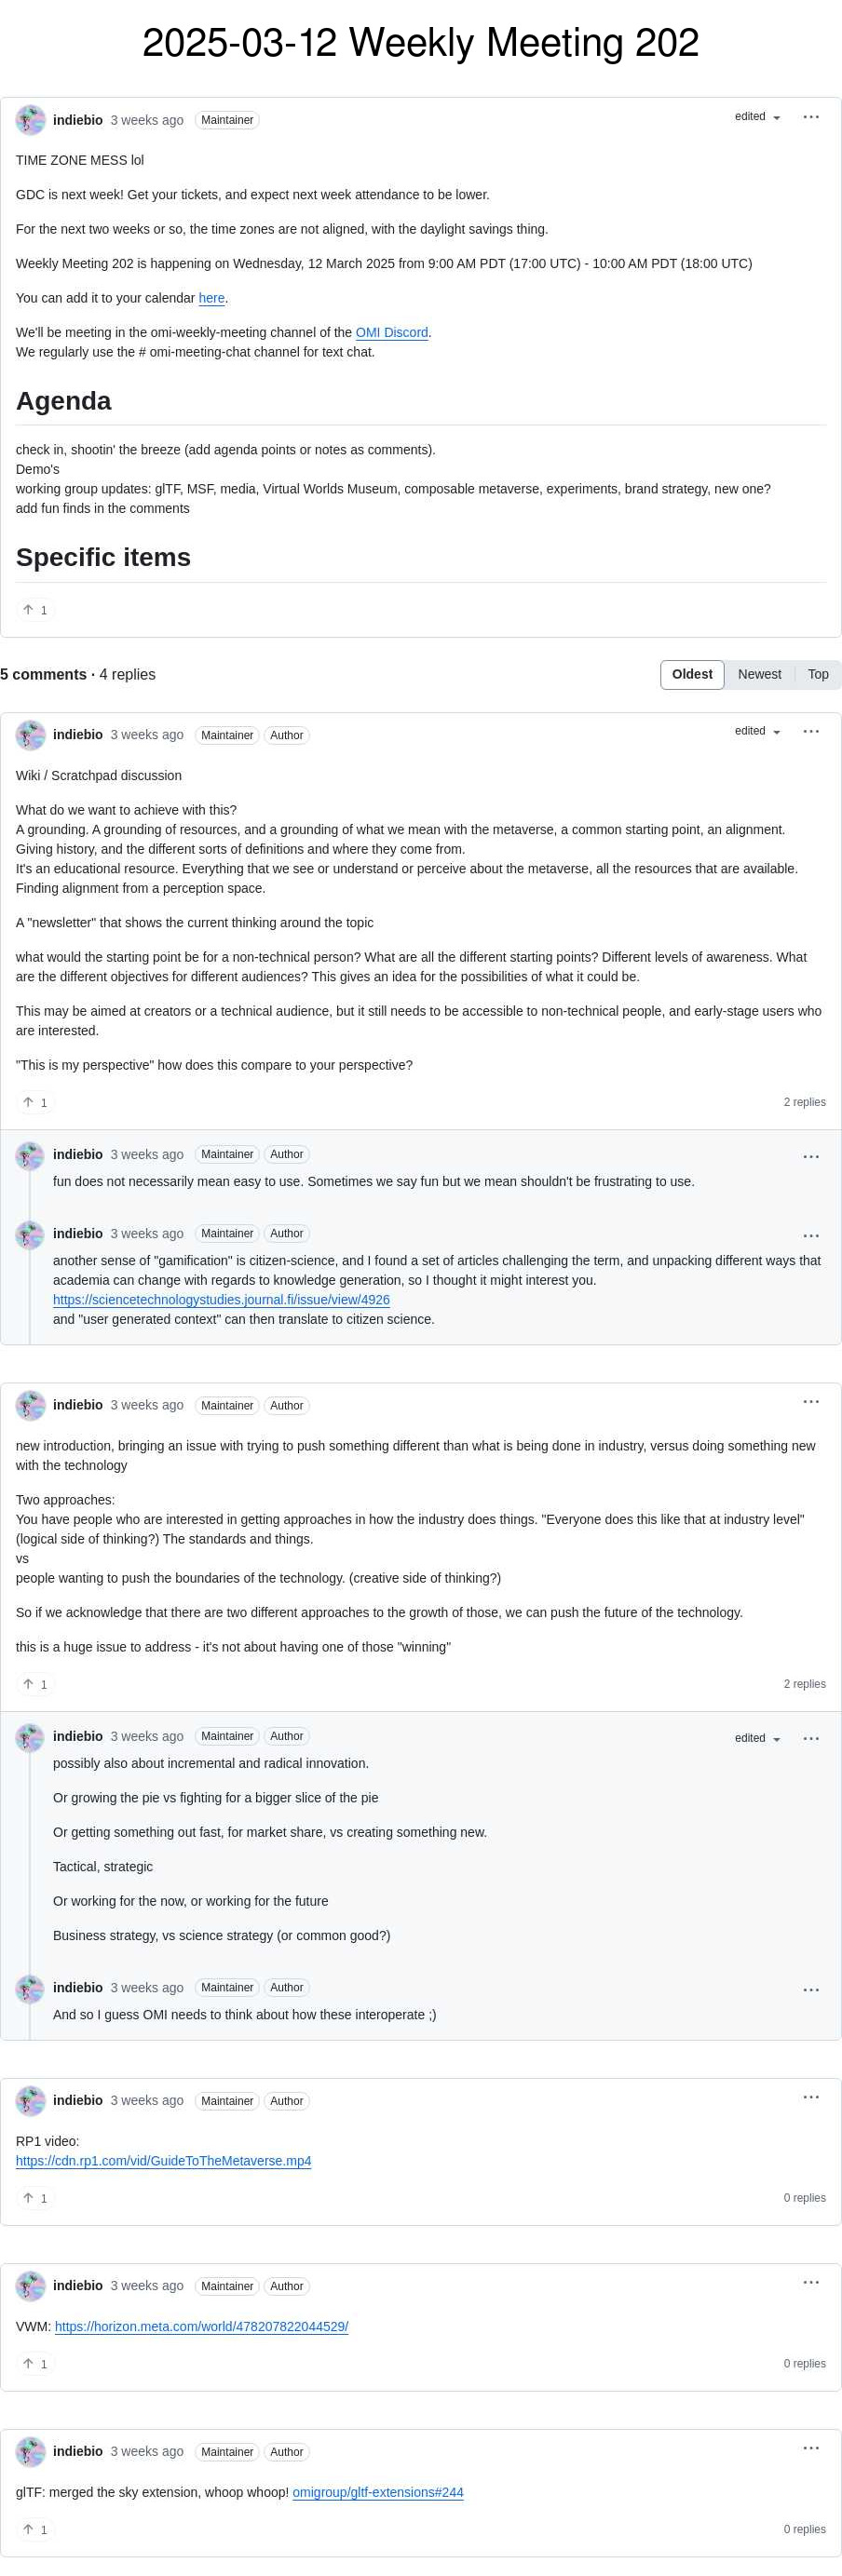 2025-03-12 Weekly Meeting 202
indiebio 3 weeks ago Maintainer edited
TIME ZONE MESS lol
GDC is next week! Get your tickets, and expect next week attendance to be lower.
For the next two weeks or so, the time zones are not aligned, with the daylight savings thing.
Weekly Meeting 202 is happening on Wednesday, 12 March 2025 from 9:00 AM PDT (17:00 UTC) - 10:00 AM PDT (18:00 UTC)
You can add it to your calendar here.
We'll be meeting in the omi-weekly-meeting channel of the OMI Discord.
We regularly use the # omi-meeting-chat channel for text chat.
Agenda
check in, shootin' the breeze (add agenda points or notes as comments).
Demo's
working group updates: glTF, MSF, media, Virtual Worlds Museum, composable metaverse, experiments, brand strategy, new one?
add fun finds in the comments
Specific items
1
5 comments · 4 replies
Oldest Newest Top
indiebio 3 weeks ago Maintainer Author edited
Wiki / Scratchpad discussion
What do we want to achieve with this?
A grounding. A grounding of resources, and a grounding of what we mean with the metaverse, a common starting point, an alignment.
Giving history, and the different sorts of definitions and where they come from.
It's an educational resource. Everything that we see or understand or perceive about the metaverse, all the resources that are available.
Finding alignment from a perception space.
A "newsletter" that shows the current thinking around the topic
what would the starting point be for a non-technical person? What are all the different starting points? Different levels of awareness. What
are the different objectives for different audiences? This gives an idea for the possibilities of what it could be.
This may be aimed at creators or a technical audience, but it still needs to be accessible to non-technical people, and early-stage users who
are interested.
"This is my perspective" how does this compare to your perspective?
1 2 replies
indiebio 3 weeks ago Maintainer Author
fun does not necessarily mean easy to use. Sometimes we say fun but we mean shouldn't be frustrating to use.
indiebio 3 weeks ago Maintainer Author
another sense of "gamification" is citizen-science, and I found a set of articles challenging the term, and unpacking different ways that
academia can change with regards to knowledge generation, so I thought it might interest you.
https://sciencetechnologystudies.journal.fi/issue/view/4926
and "user generated context" can then translate to citizen science.
indiebio 3 weeks ago Maintainer Author
new introduction, bringing an issue with trying to push something different than what is being done in industry, versus doing something new
with the technology
Two approaches:
You have people who are interested in getting approaches in how the industry does things. "Everyone does this like that at industry level"
(logical side of thinking?) The standards and things.
vs
people wanting to push the boundaries of the technology. (creative side of thinking?)
So if we acknowledge that there are two different approaches to the growth of those, we can push the future of the technology.
this is a huge issue to address - it's not about having one of those "winning"
1 2 replies
indiebio 3 weeks ago Maintainer Author edited
possibly also about incremental and radical innovation.
Or growing the pie vs fighting for a bigger slice of the pie
Or getting something out fast, for market share, vs creating something new.
Tactical, strategic
Or working for the now, or working for the future
Business strategy, vs science strategy (or common good?)
indiebio 3 weeks ago Maintainer Author
And so I guess OMI needs to think about how these interoperate ;)
indiebio 3 weeks ago Maintainer Author
RP1 video:
https://cdn.rp1.com/vid/GuideToTheMetaverse.mp4
1 0 replies
indiebio 3 weeks ago Maintainer Author
VWM: https://horizon.meta.com/world/478207822044529/
1 0 replies
indiebio 3 weeks ago Maintainer Author
glTF: merged the sky extension, whoop whoop! omigroup/gltf-extensions#244
1 0 replies